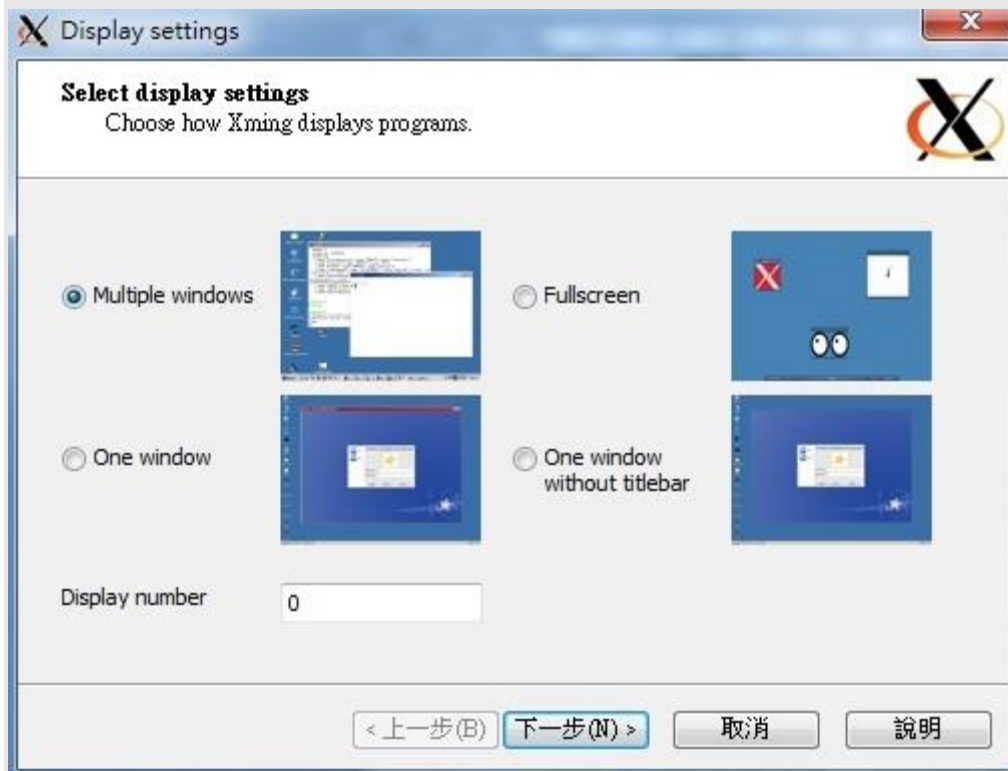 Display settings
Select display settings
Choose how Xming displays programs.
Multiple windows
Fullscreen
One window
One window
without titlebar
Display number
0
<上一步(B)
下一步(N)>
取消
說明